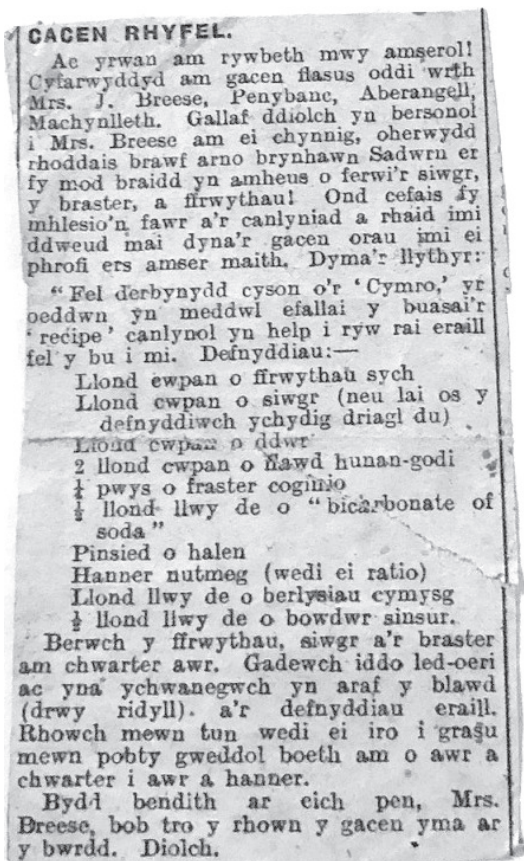 CACEN RHYFEL.
Ac yrwan am rywbeth mwy amserol!
Cyfarwyddyd am gacen flasus oddi wrth
Mrs. J. Breese, Penybanc, Aberangell,
Machynlleth. Gallaf ddiolch yn bersonol
i Mrs. Breese am ei chynnig, oherwydd
rhoddais brawf arno brynhawn Sadwrn er
fy mod braidd yn amheus o ferwi'r siwgr,
y braster, a ffrwythau! Ond cefais fy
mhlesio'n fawr a'r canlyniad a rhaid imi
ddweud mai dyna'r gacen orau imi ei
phrofi ers amser maith. Dyma'r llythyr:
"Fel derbynydd cyson o'r 'Cymro,' yr
oeddwn yn meddwl efallai y buasai'r
'recipe' canlynol yn help i ryw rai eraill
fel y bu i mi. Defnyddiau:—
Llond cwpan o ffrwythau sych
Llond cwpan o siwgr (neu lai os y
defnyddiwch ychydig driagl du)
Llond cwpan o ddwr
2 llond cwpan o flawd hunan-godi
¼ pwys o fraster coginio
½ llond llwy de o "bicarbonate of
soda"
Pinsied o halen
Hanner nutmeg (wedi ei ratio)
Llond llwy de o berlysiau cymysg
½ llond llwy de o bowdwr sinsur.
Berwch y ffrwythau, siwgr a'r braster
am chwarter awr. Gadewch iddo led-oeri
ac yna ychwanegwch yn araf y blawd
(drwy ridyll). a'r defnyddiau eraill.
Rhowch mewn tun wedi ei iro i grasu
mewn pobty gweddol boeth am o awr a
chwarter i awr a hanner.
Bydd bendith ar eich pen, Mrs.
Breese, bob tro y rhown y gacen yma ar
y bwrdd. Diolch.